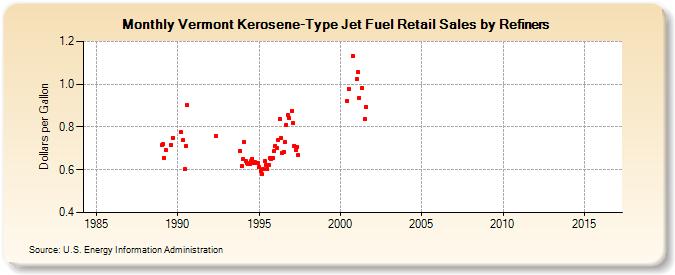 Monthly Vermont Kerosene-Type Jet Fuel Retail Sales by Refiners
Dollars per Gallon
1.2
1.0
0.8
0.6
0.4
1985 1990 1995 2000 2005 2010 2015
Source: U.S. Energy Information Administration